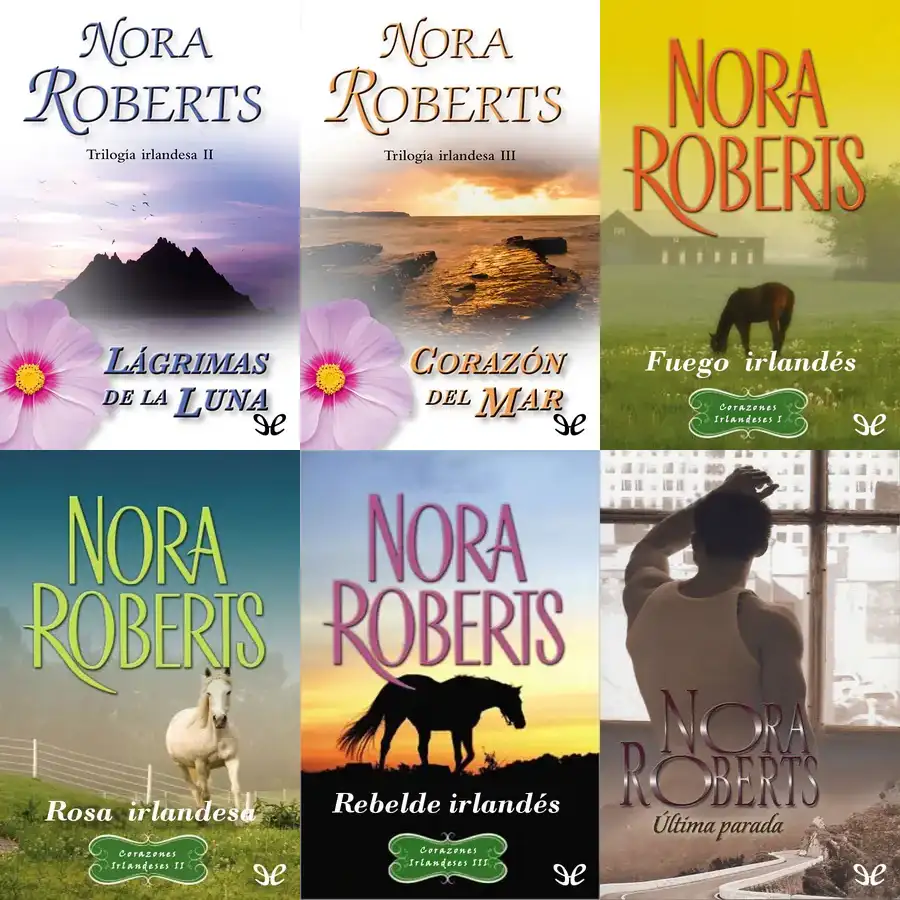 NORA
ROBERTS
Trilogía irlandesa II
LÁGRIMAS
DE LA LUNA
NORA
ROBERTS
Trilogía irlandesa III
CORAZÓN
DEL MAR
NORA
ROBERTS
Fuego irlandés
Corazones
Irlandeses I
NORA
ROBERTS
Rosa irlandesa
Corazones
Irlandeses II
NORA
ROBERTS
Rebelde irlandés
Corazones
Irlandeses III
NORA
ROBERTS
Última parada